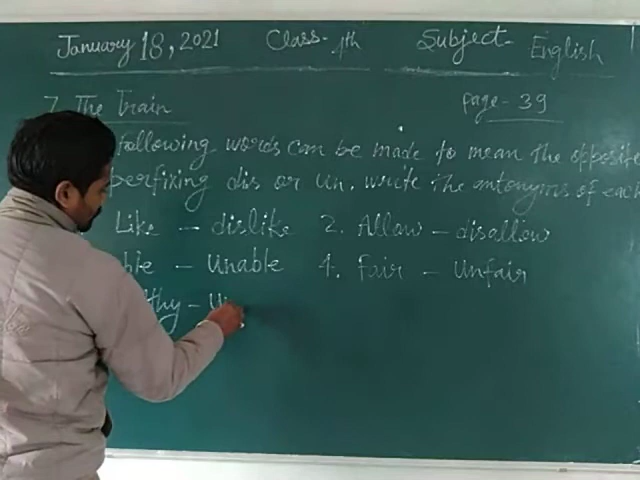 January 18, 2021 Class- 4th Subject- English
7. The Train page- 39
following words can be made to mean the opposite
perfixing dis or un. write the antonyms of each
Like - dislike 2. Allow - disallow
- Unable 4. Fair - Unfair